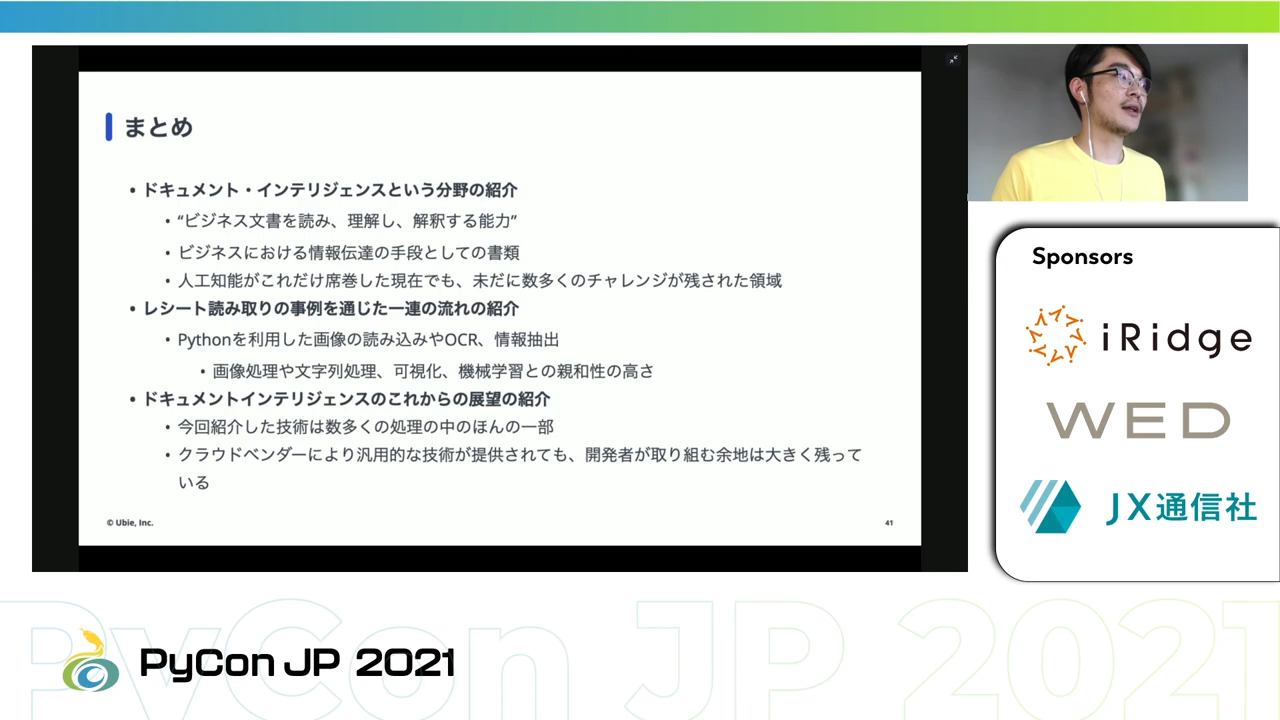 まとめ
• ドキュメント・インテリジェンスという分野の紹介
• “ビジネス文書を読み、理解し、解釈する能力”
• ビジネスにおける情報伝達の手段としての書類
• 人工知能がこれだけ席巻した現在でも、未だに数多くのチャレンジが残された領域
• レシート読み取りの事例を通じた一連の流れの紹介
• Pythonを利用した画像の読み込みやOCR、情報抽出
• 画像処理や文字列処理、可視化、機械学習との親和性の高さ
• ドキュメントインテリジェンスのこれからの展望の紹介
• 今回紹介した技術は数多くの処理の中のほんの一部
• クラウドベンダーにより汎用的な技術が提供されても、開発者が取り組む余地は大きく残って
いる
© Ubie, Inc.
41
Sponsors
iRidge
WED
JX通信社
PyCon JP 2021
PyCon JP 2021